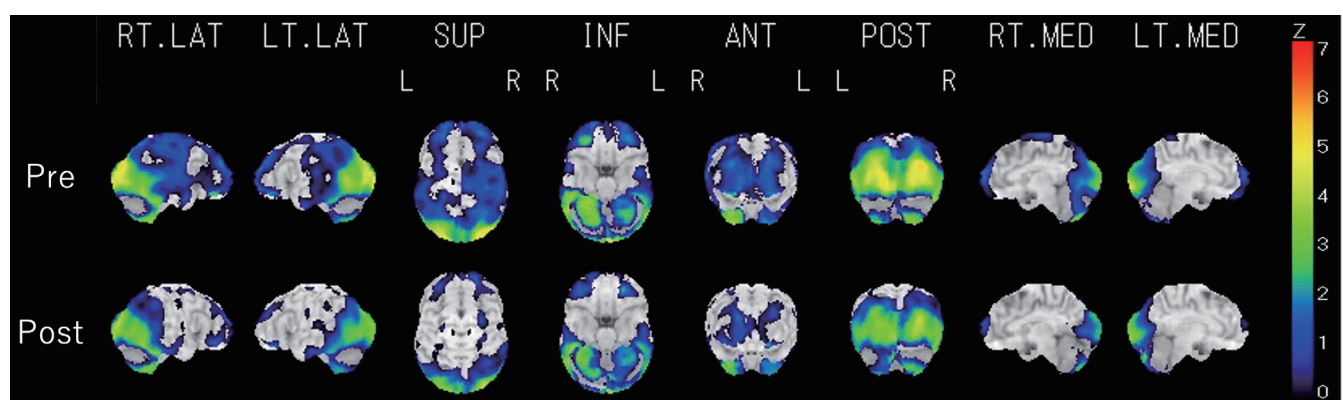 RT.LAT LT.LAT SUP INF ANT POST RT.MED LT.MED Z
L R R L R L L R
Pre
Post
7
6
5
4
3
2
1
0